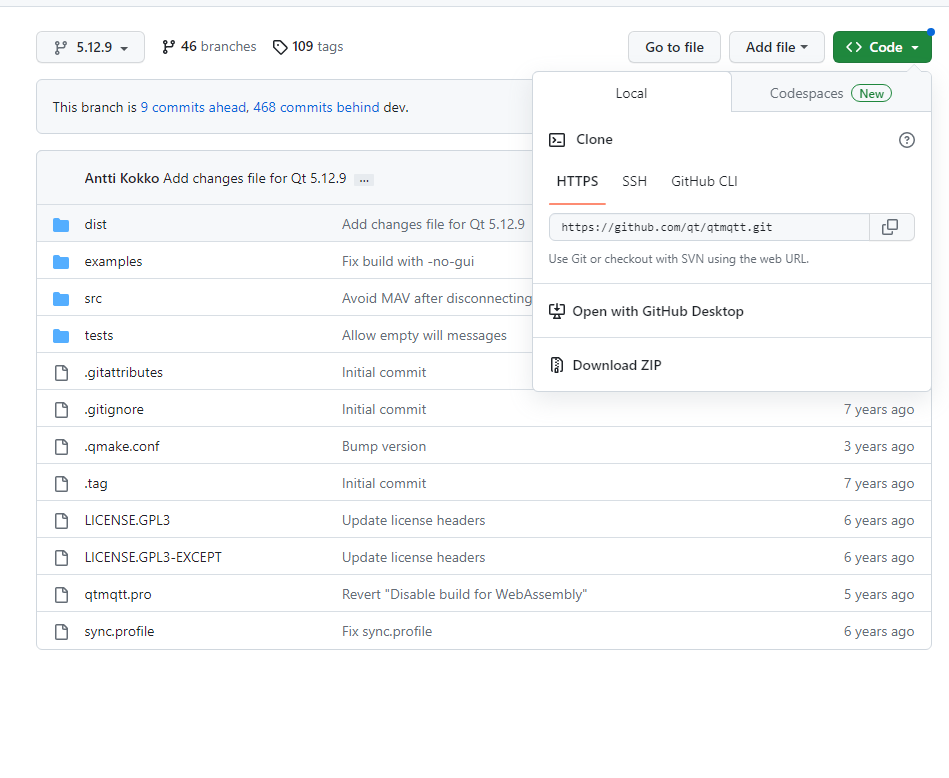 5.12.9
46 branches
109 tags
Go to file
Add file
Code
This branch is 9 commits ahead, 468 commits behind dev.
Local
Codespaces New
Clone
HTTPS SSH GitHub CLI
https://github.com/qt/qtmqtt.git
Use Git or checkout with SVN using the web URL.
Open with GitHub Desktop
Download ZIP
Antti Kokko Add changes file for Qt 5.12.9 ...
dist Add changes file for Qt 5.12.9
examples Fix build with -no-gui
src Avoid MAV after disconnecting
tests Allow empty will messages
.gitattributes Initial commit
.gitignore Initial commit 7 years ago
.qmake.conf Bump version 3 years ago
.tag Initial commit 7 years ago
LICENSE.GPL3 Update license headers 6 years ago
LICENSE.GPL3-EXCEPT Update license headers 6 years ago
qtmqtt.pro Revert "Disable build for WebAssembly" 5 years ago
sync.profile Fix sync.profile 6 years ago